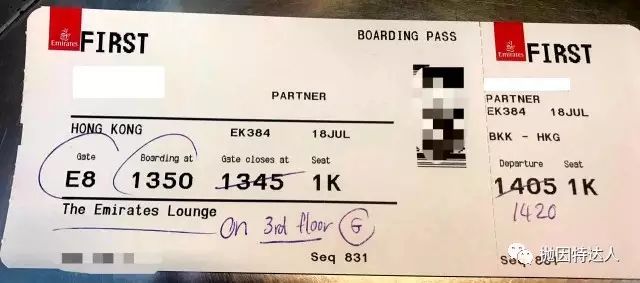 Emirates FIRST
BOARDING PASS
PARTNER
HONG KONG EK384 18JUL
Gate Boarding at Gate closes at Seat
E8 1350 1345 1K
The Emirates Lounge
on 3rd floor G
Seq 831
Emirates FIRST
PARTNER
EK384 18JUL
BKK - HKG
Departure Seat
1405 1K
1420
Seq 831
抛因特达人